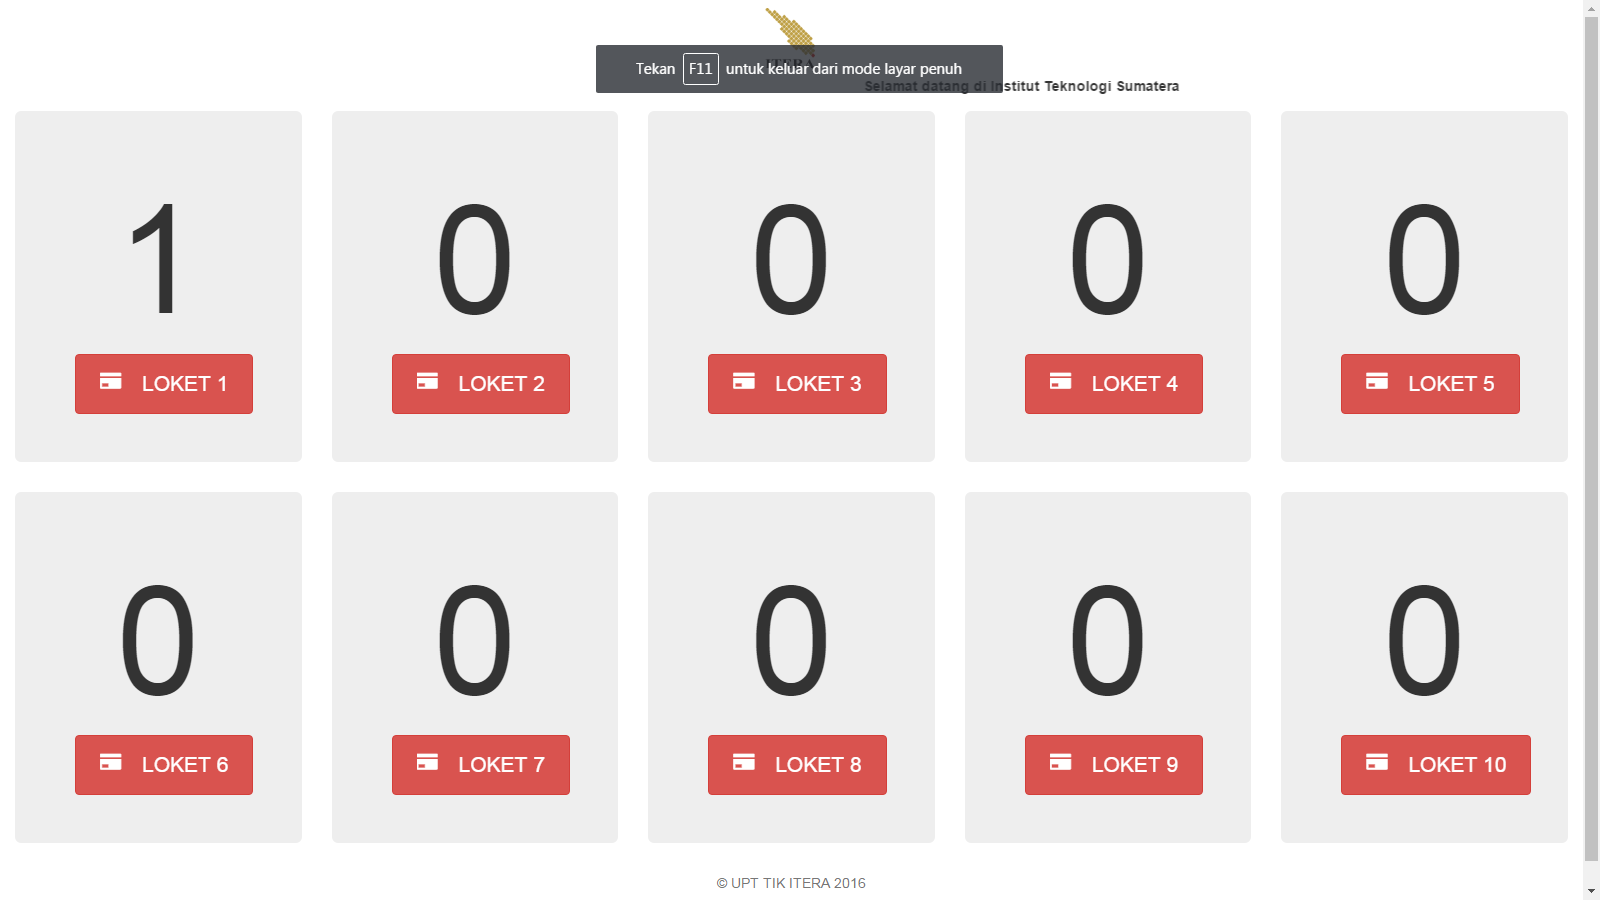 ITERA
Tekan F11 untuk keluar dari mode layar penuh
Selamat datang di Institut Teknologi Sumatera
1 0 0 0 0
LOKET 1 LOKET 2 LOKET 3 LOKET 4 LOKET 5
0 0 0 0 0
LOKET 6 LOKET 7 LOKET 8 LOKET 9 LOKET 10
© UPT TIK ITERA 2016